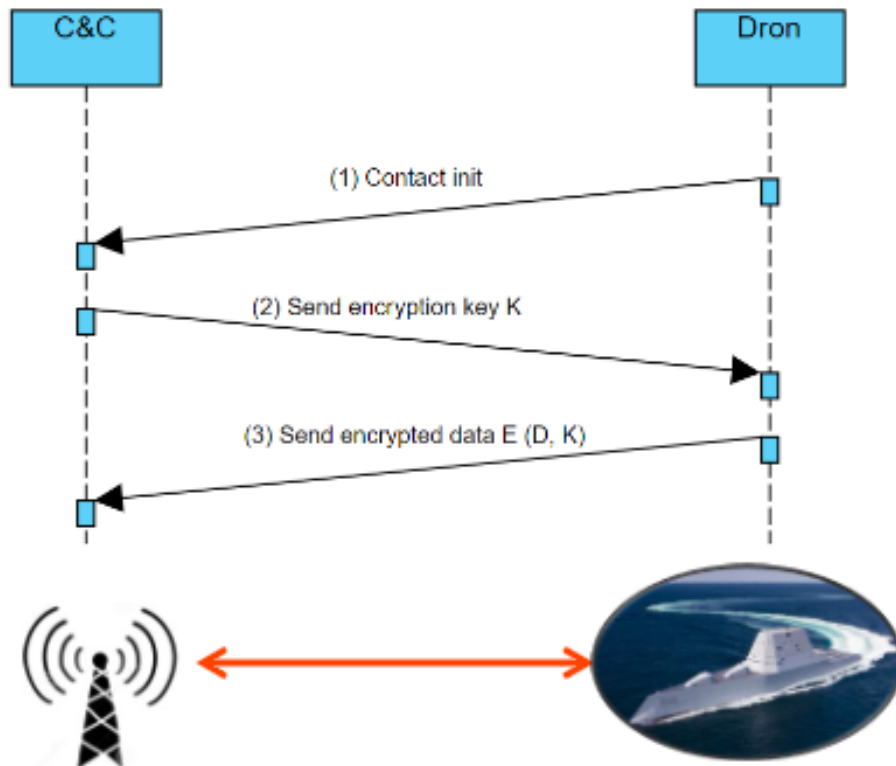 C&C
Dron
(1) Contact init
(2) Send encryption key K
(3) Send encrypted data E (D, K)